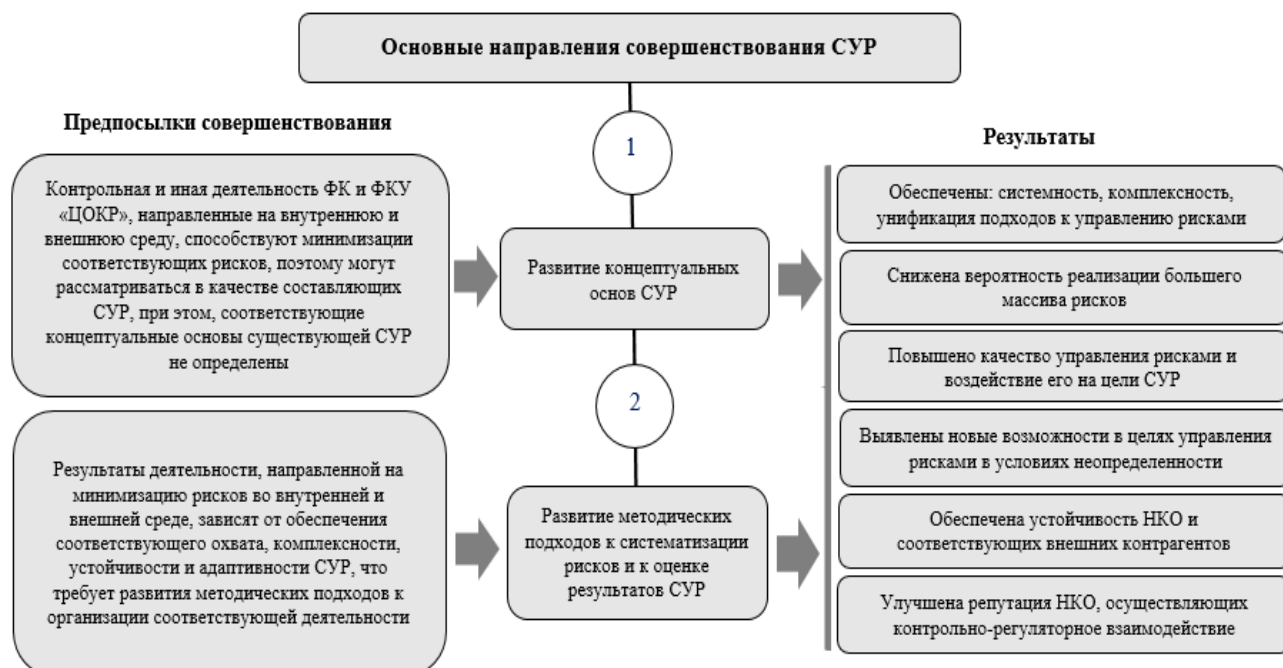 Основные направления совершенствования СУР
Предпосылки совершенствования
Контрольная и иная деятельность ФК и ФКУ
«ЦОКР», направленные на внутреннюю и
внешнюю среду, способствуют минимизации
соответствующих рисков, поэтому могут
рассматриваться в качестве составляющих
СУР, при этом, соответствующие
концептуальные основы существующей СУР
не определены
Результаты деятельности, направленной на
минимизацию рисков во внутренней и
внешней среде, зависят от обеспечения
соответствующего охвата, комплексности,
устойчивости и адаптивности СУР, что
требует развития методических подходов к
организации соответствующей деятельности
1
Развитие концептуальных
основ СУР
2
Развитие методических
подходов к систематизации
рисков и к оценке
результатов СУР
Результаты
Обеспечены: системность, комплексность,
унификация подходов к управлению рисками
Снижена вероятность реализации большего
массива рисков
Повышено качество управления рисками и
воздействие его на цели СУР
Выявлены новые возможности в целях управления
рисками в условиях неопределенности
Обеспечена устойчивость НКО и
соответствующих внешних контрагентов
Улучшена репутация НКО, осуществляющих
контрольно-регуляторное взаимодействие